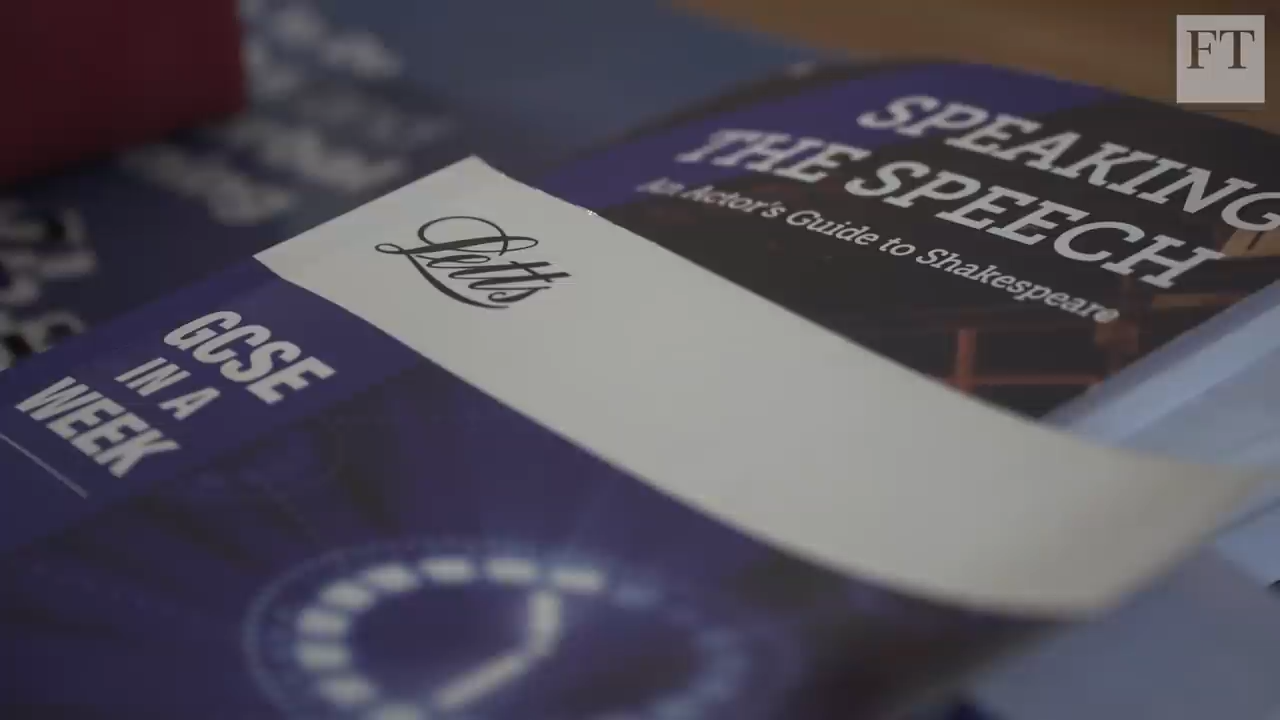 FT
SPEAKING
THE SPEECH
An Actor's Guide to Shakespeare
Letts
GCSE
IN A
WEEK